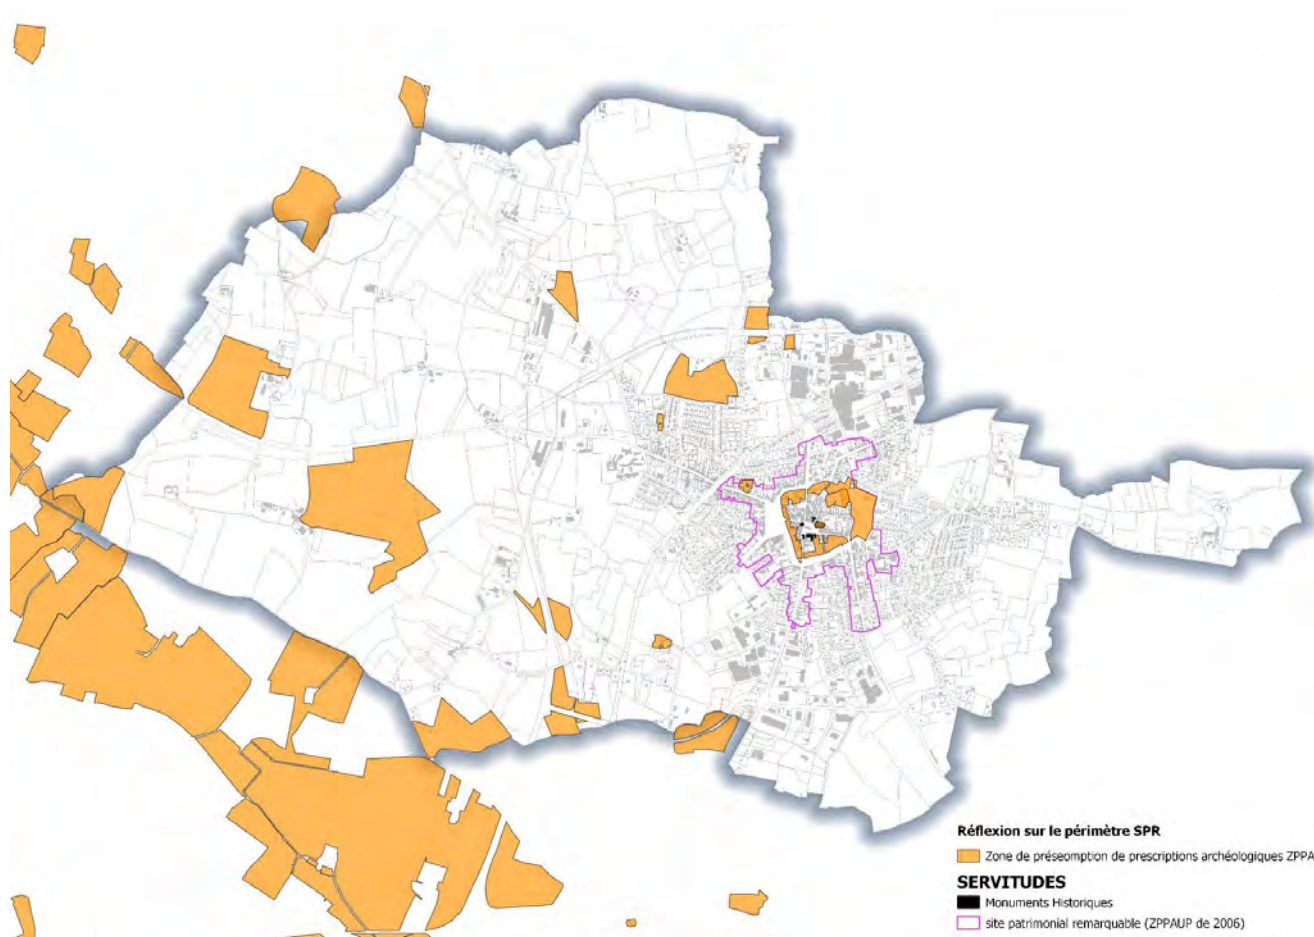 Réflexion sur le périmètre SPR
Zone de préseomption de prescriptions archéologiques ZPPA
SERVITUDES
Monuments Historiques
site patrimonial remarquable (ZPPAUP de 2006)